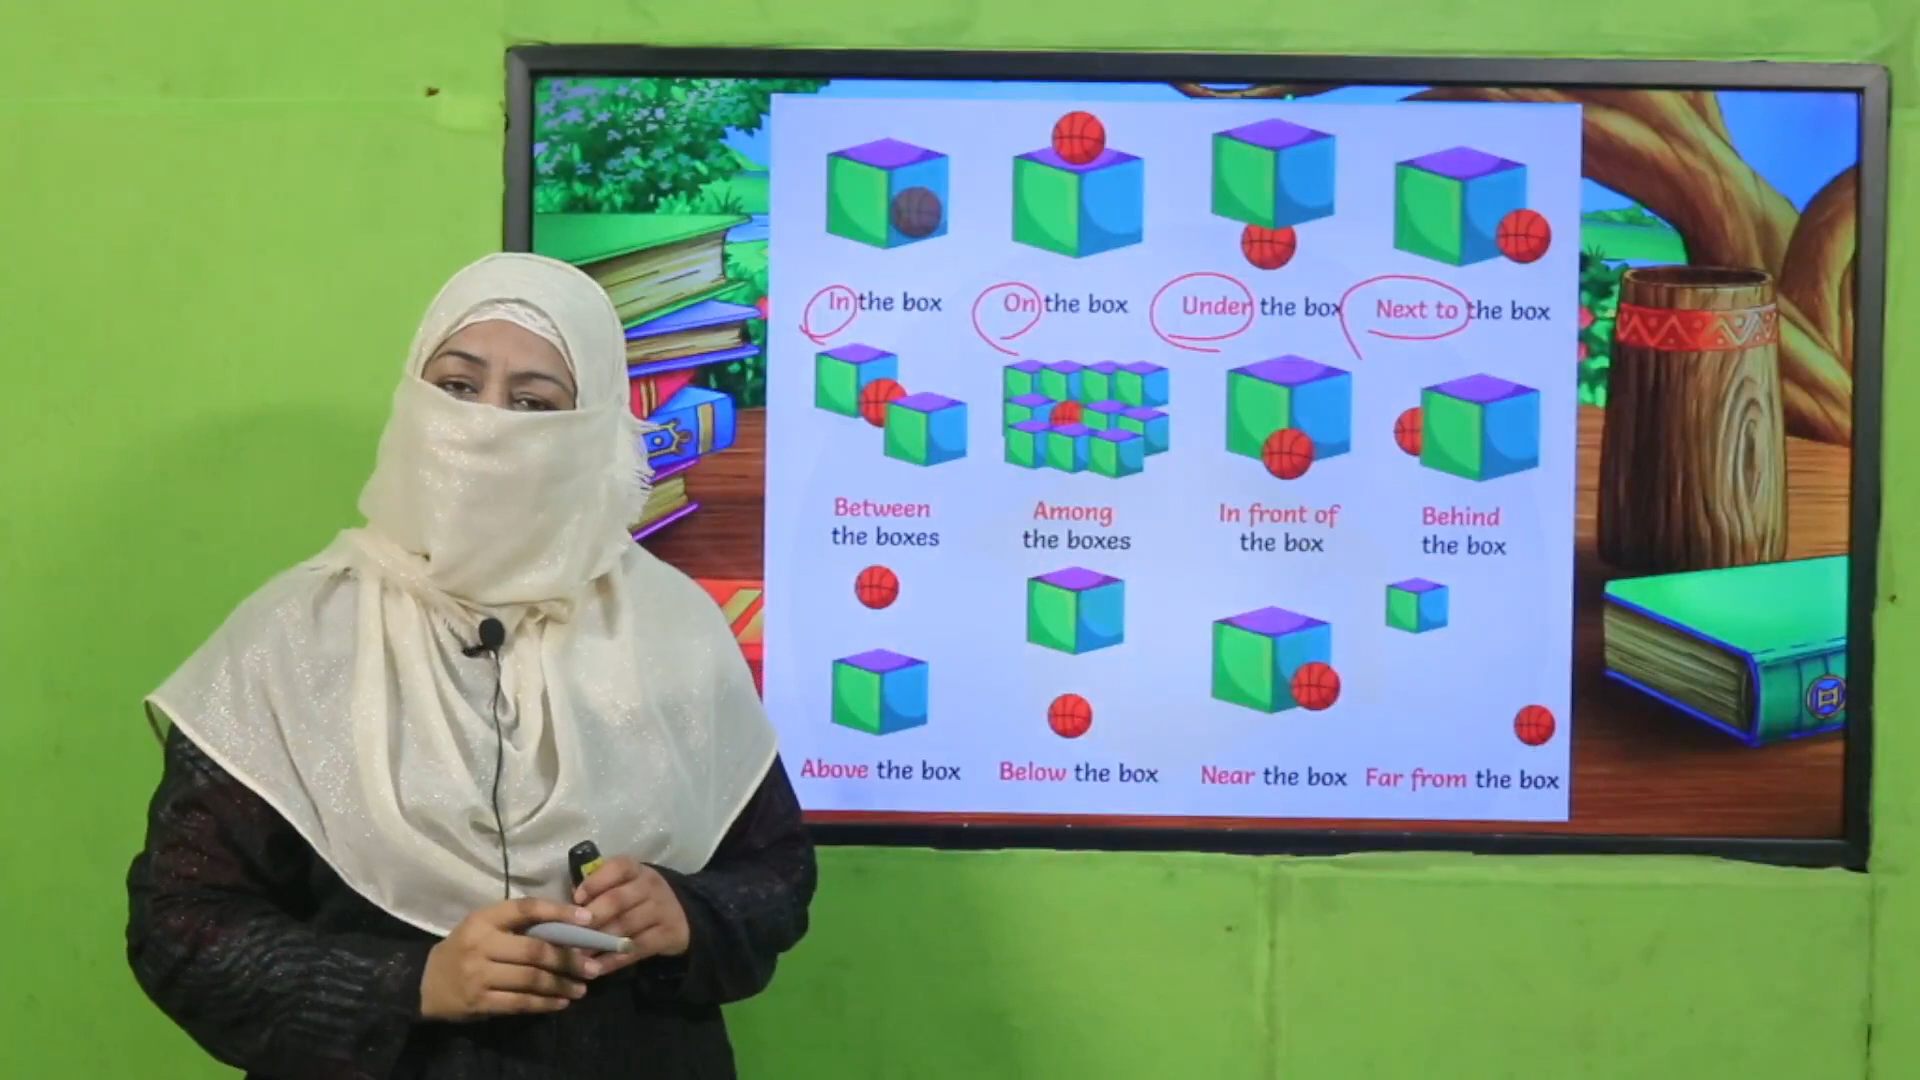 In the box
On the box
Under the box
Next to the box
Between
the boxes
Among
the boxes
In front of
the box
Behind
the box
Above the box
Below the box
Near the box
Far from the box